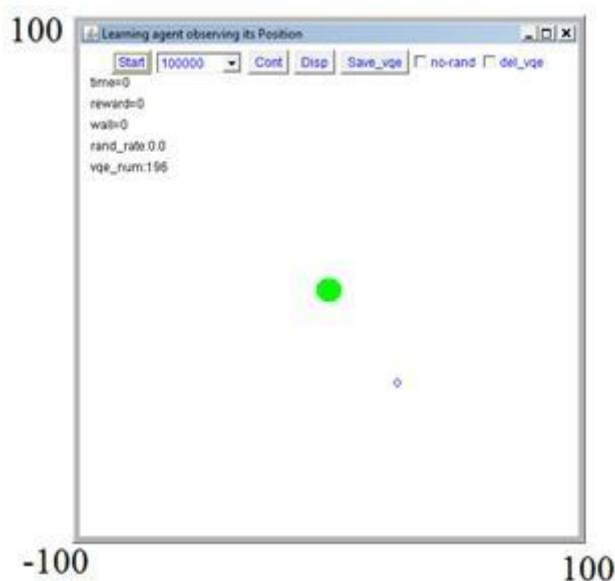 100
Learning agent observing its Position
Start 100000 Cont Disp Save_vqe no-rand del_vqe
time=0
reward=0
wall=0
rand_rate:0.0
vqe_num:196
-100
100